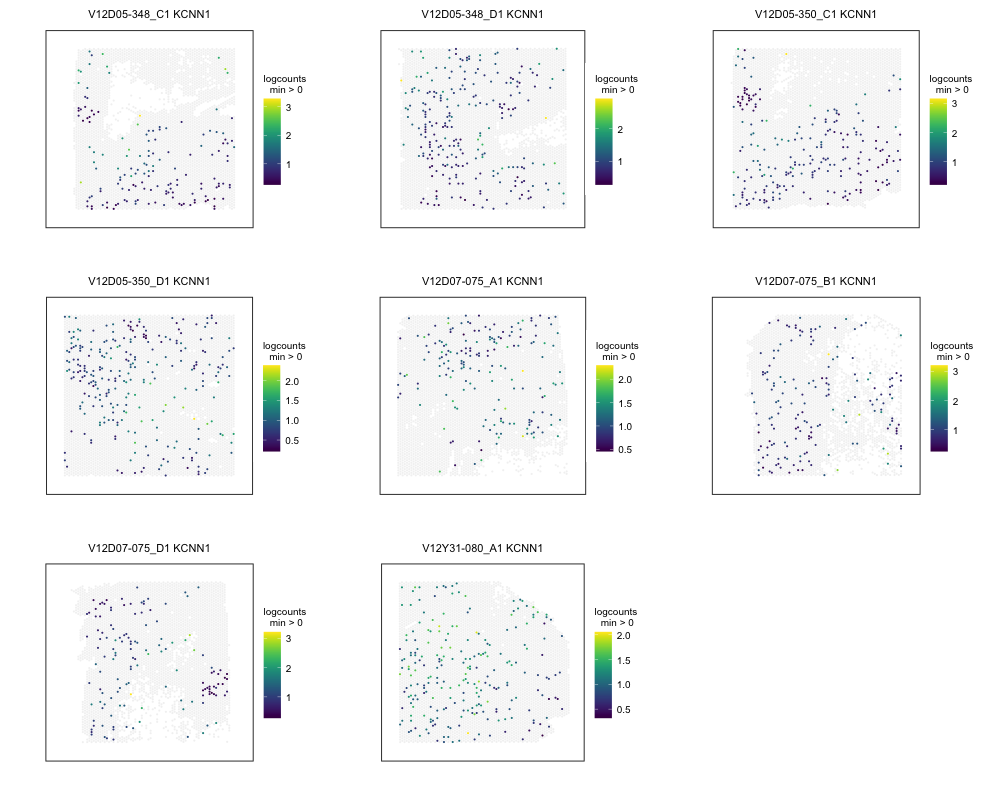 V12D05-348_C1 KCNN1
logcounts
min > 0
3
2
1
V12D05-348_D1 KCNN1
logcounts
min > 0
2
1
V12D05-350_C1 KCNN1
logcounts
min > 0
3
2
1
V12D05-350_D1 KCNN1
logcounts
min > 0
2.0
1.5
1.0
0.5
V12D07-075_A1 KCNN1
logcounts
min > 0
2.0
1.5
1.0
0.5
V12D07-075_B1 KCNN1
logcounts
min > 0
3
2
1
V12D07-075_D1 KCNN1
logcounts
min > 0
3
2
1
V12Y31-080_A1 KCNN1
logcounts
min > 0
2.0
1.5
1.0
0.5